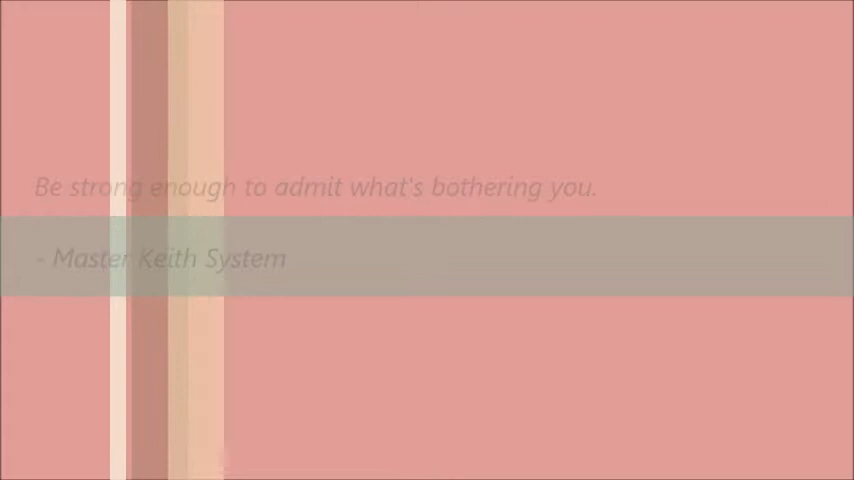 Be strong enough to admit what's bothering you.
- Master Keith System